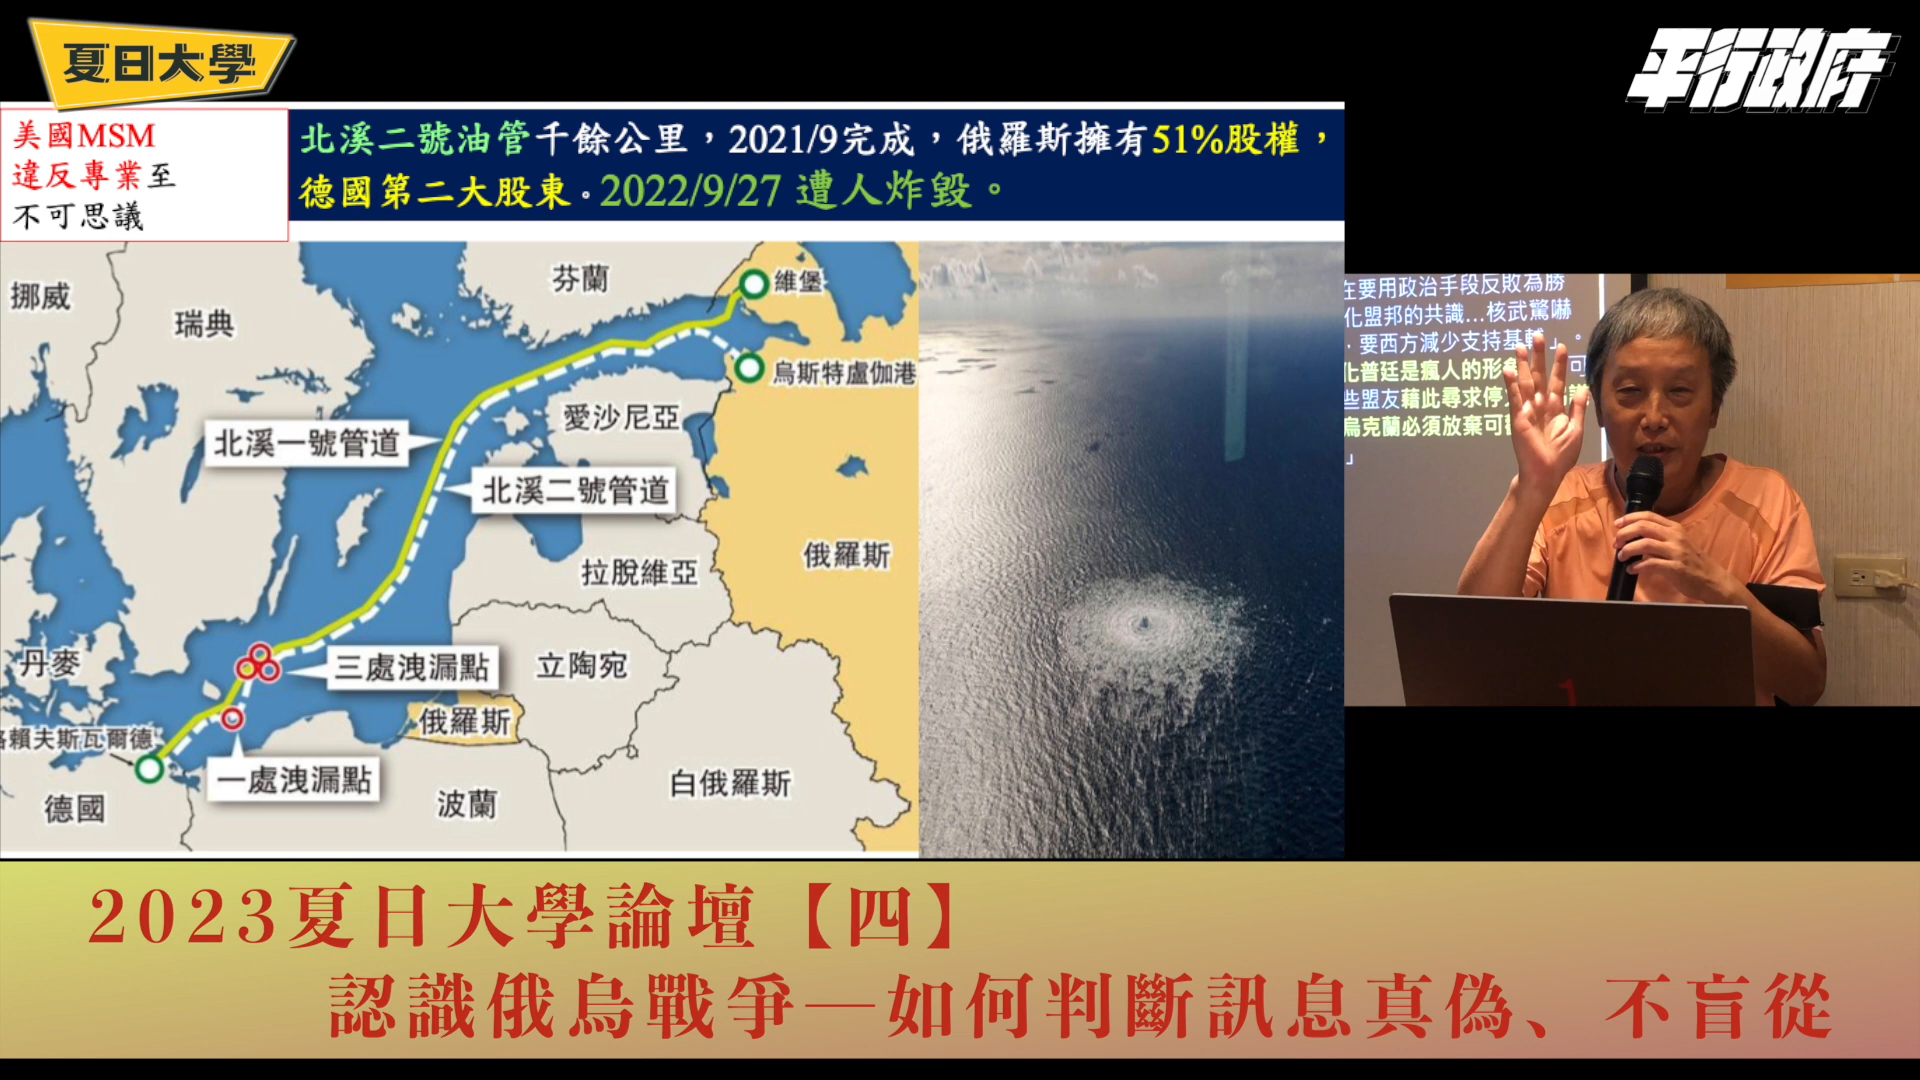 夏日大學
平行政府
美國MSM
違反專業至
不可思議
北溪二號油管千餘公里，2021/9完成，俄羅斯擁有51%股權，
德國第二大股東。2022/9/27 遭人炸毀。
挪威
瑞典
芬蘭
維堡
烏斯特盧伽港
愛沙尼亞
北溪一號管道
北溪二號管道
俄羅斯
拉脫維亞
丹麥
三處洩漏點
立陶宛
俄羅斯
賴夫斯瓦爾德
一處洩漏點
白俄羅斯
德國
波蘭
在要用政治手段反敗為勝
化盟邦的共識...核武驚嚇
要西方減少支持基輔」。
化普廷是瘋人的形
些盟友藉此尋求停
烏克蘭必須放棄可
」
2023夏日大學論壇【四】
認識俄烏戰爭—如何判斷訊息真偽、不盲從